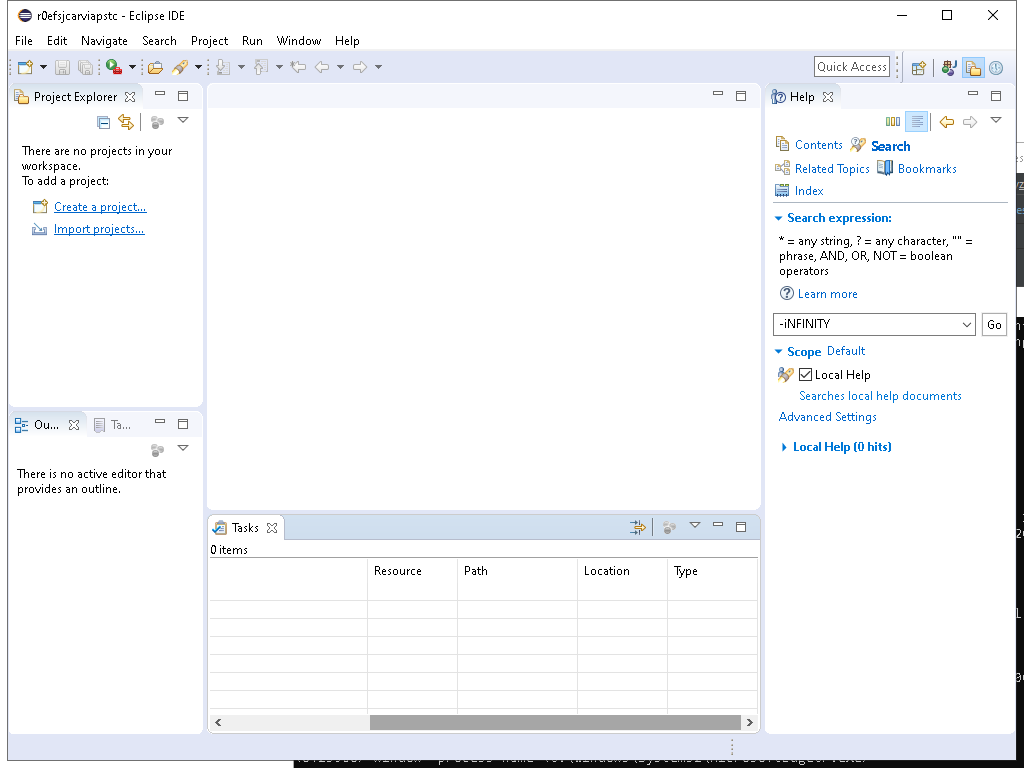 r0efsjcarviapstc - Eclipse IDE
File Edit Navigate Search Project Run Window Help
Quick Access
Project Explorer
There are no projects in your
workspace.
To add a project:
Create a project...
Import projects...
Ou... Ta...
There is no active editor that
provides an outline.
Tasks
0 items
Resource Path Location Type
Help
Contents Search
Related Topics Bookmarks
Index
Search expression:
* = any string, ? = any character, "" =
phrase, AND, OR, NOT = boolean
operators
Learn more
-iNFINITY Go
Scope Default
Local Help
Searches local help documents
Advanced Settings
Local Help (0 hits)